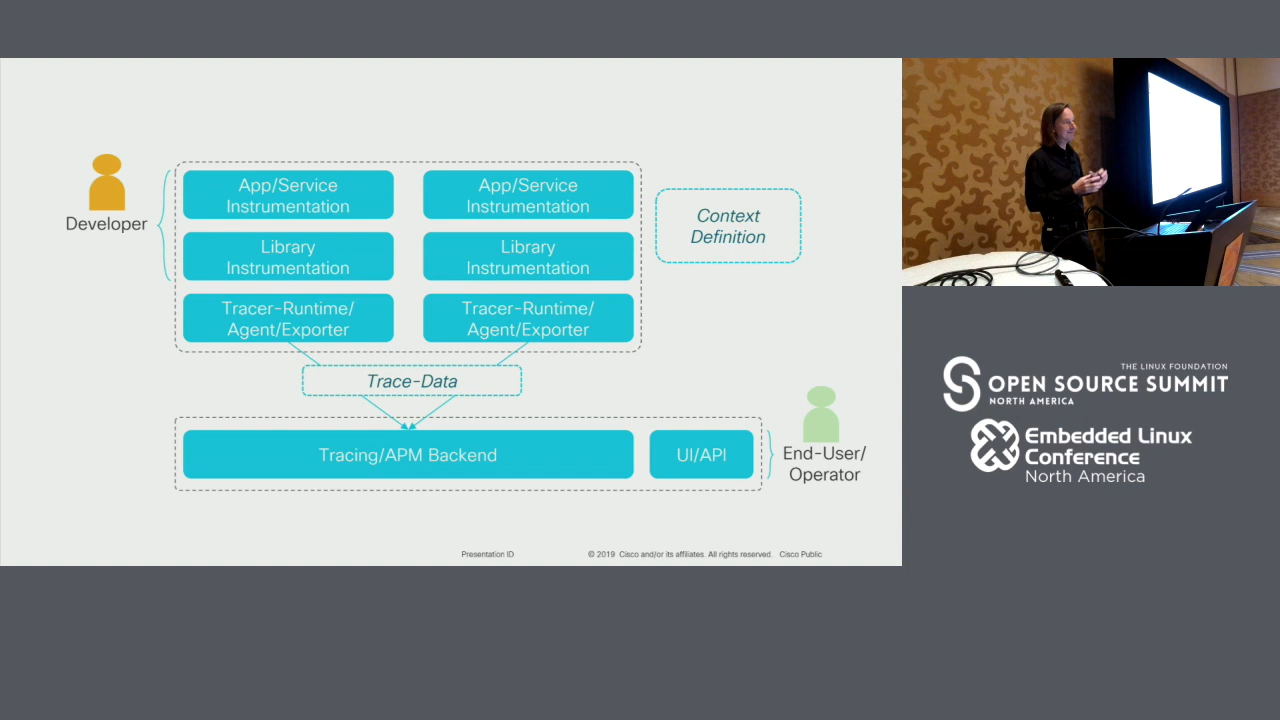 Developer
App/Service
Instrumentation
App/Service
Instrumentation
Library
Instrumentation
Library
Instrumentation
Tracer-Runtime/
Agent/Exporter
Tracer-Runtime/
Agent/Exporter
Context
Definition
Trace-Data
Tracing/APM Backend
UI/API
End-User/
Operator
Presentation ID
© 2019 Cisco and/or its affiliates. All rights reserved. Cisco Public
THE LINUX FOUNDATION
OPEN SOURCE SUMMIT
NORTH AMERICA
Embedded Linux
Conference
North America